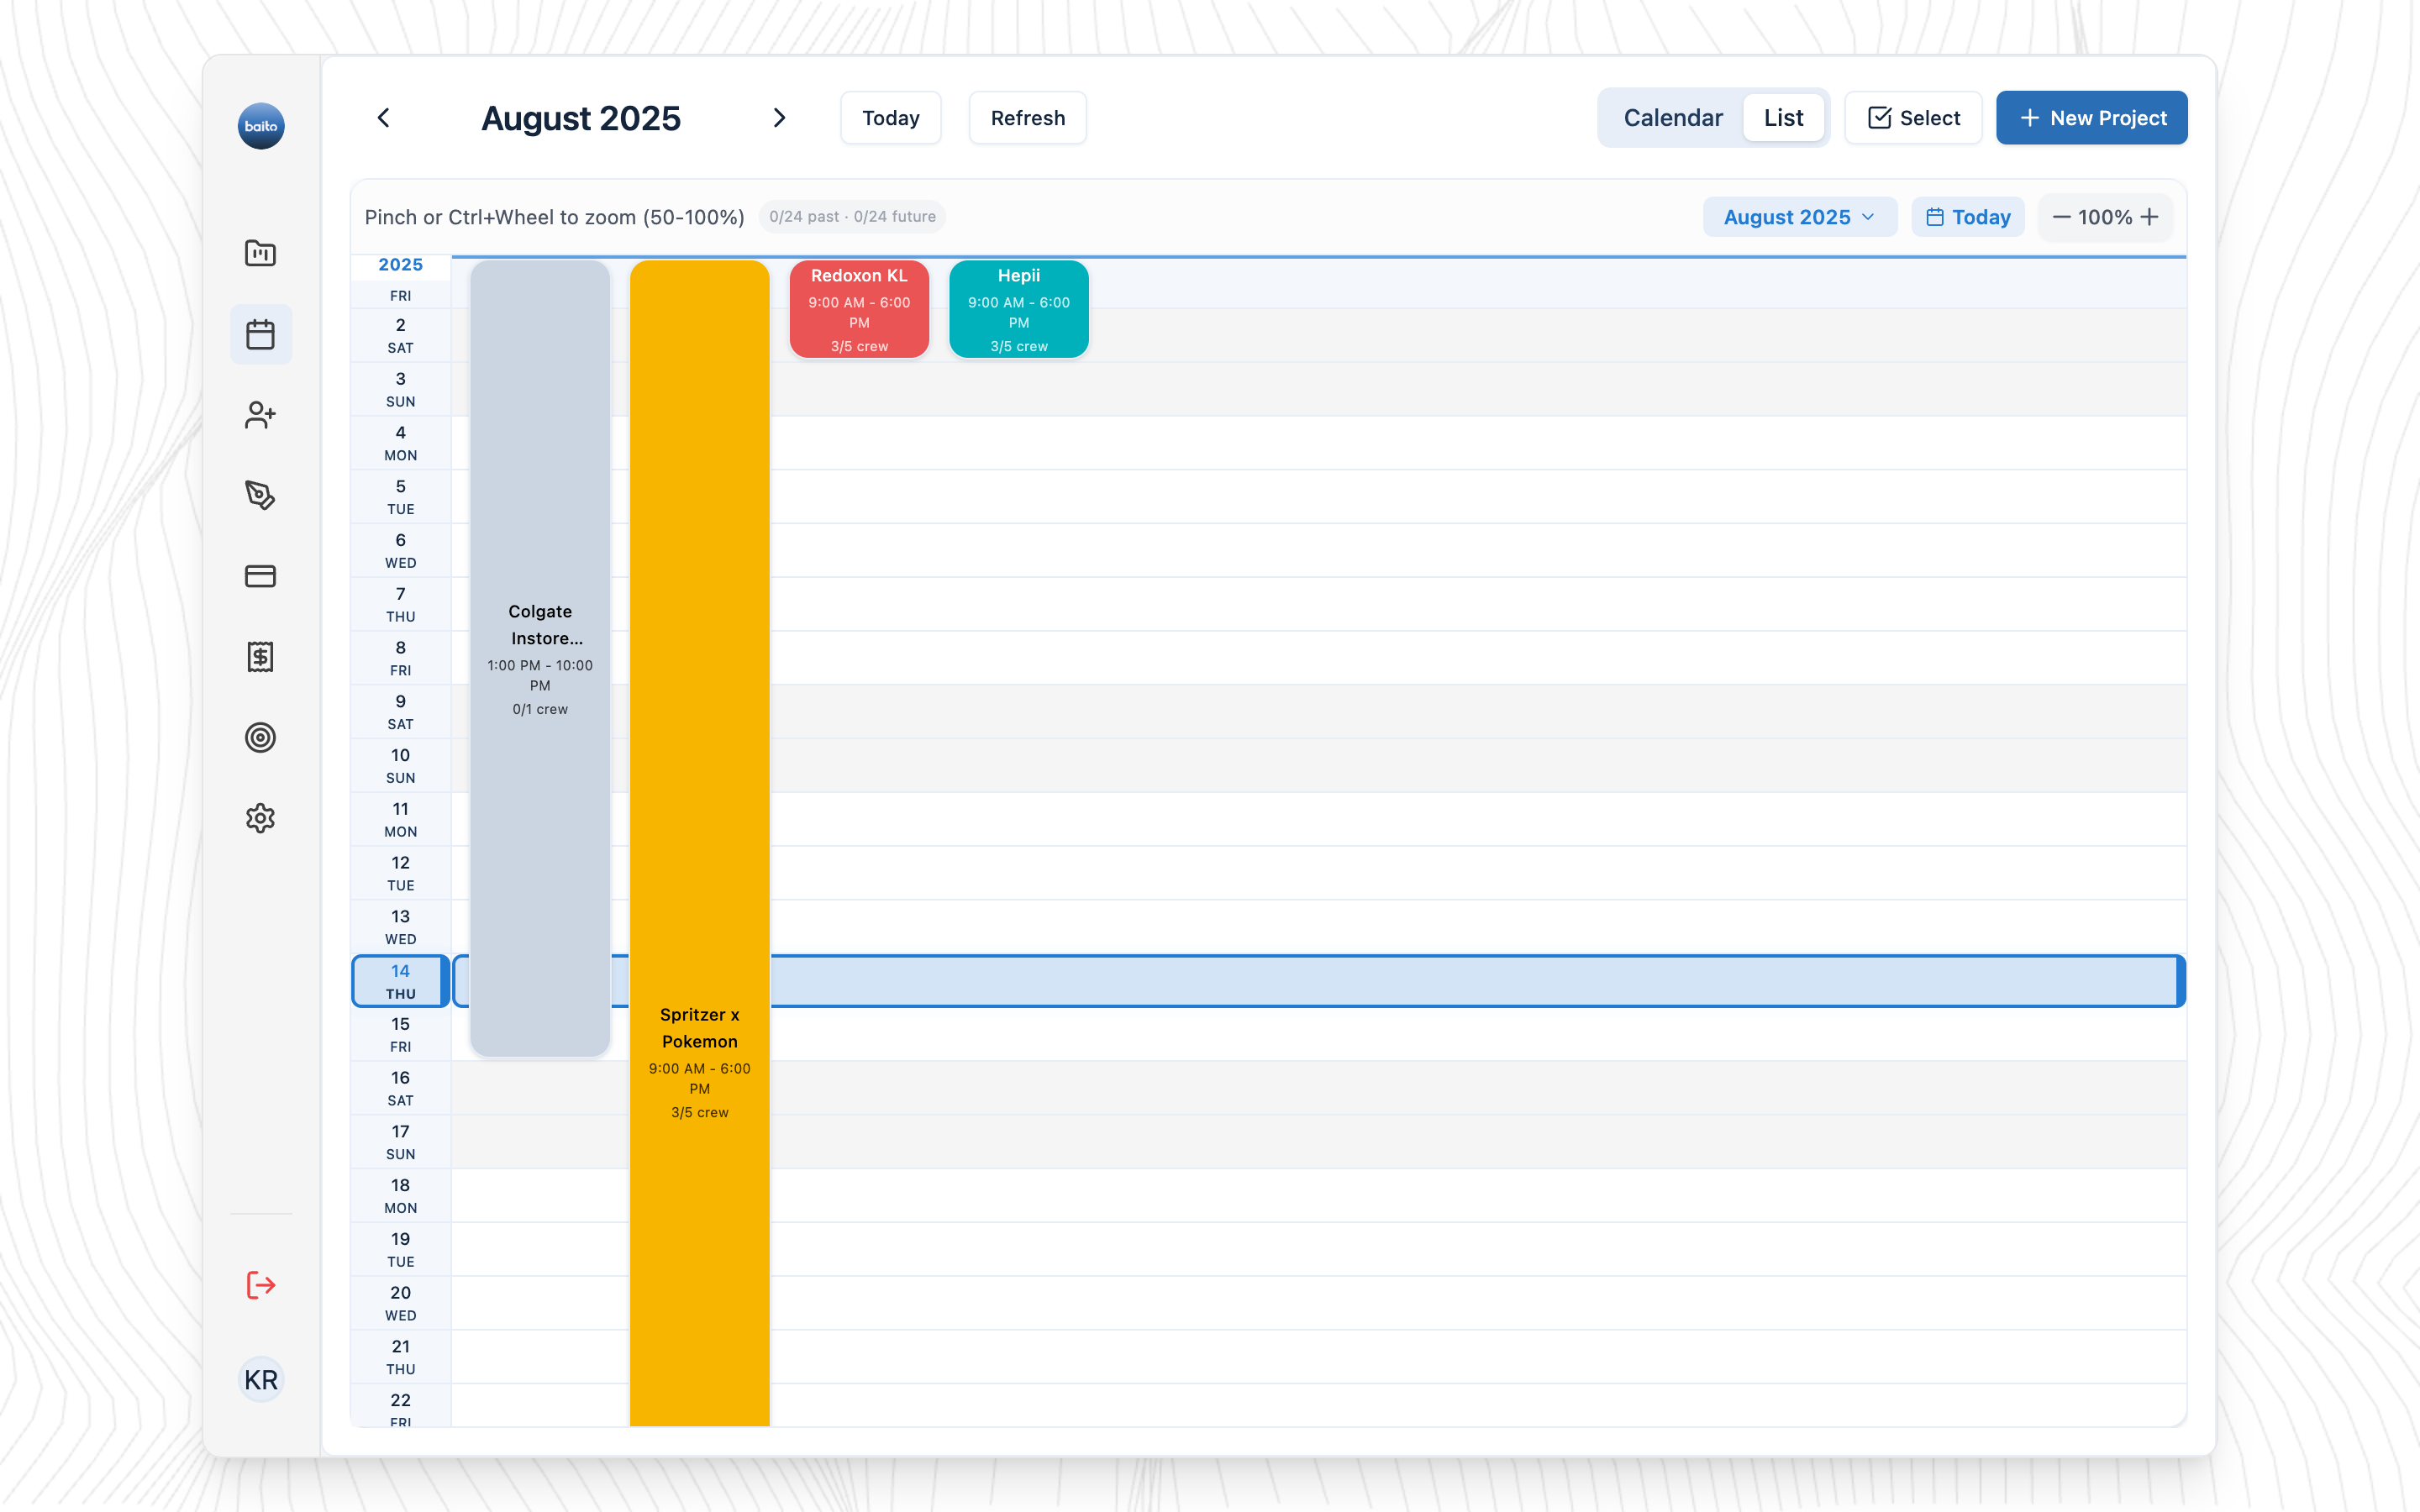 baito
August 2025
Today
Refresh
Calendar
List
Select
New Project
Pinch or Ctrl+Wheel to zoom (50-100%)
0/24 past · 0/24 future
August 2025
Today
100%
2025
FRI
2
SAT
3
SUN
4
MON
5
TUE
6
WED
7
THU
8
FRI
9
SAT
10
SUN
11
MON
12
TUE
13
WED
14
THU
15
FRI
16
SAT
17
SUN
18
MON
19
TUE
20
WED
21
THU
22
FRI
Colgate
Instore...
1:00 PM - 10:00
PM
0/1 crew
Spritzer x
Pokemon
9:00 AM - 6:00
PM
3/5 crew
Redoxon KL
9:00 AM - 6:00
PM
3/5 crew
Hepii
9:00 AM - 6:00
PM
3/5 crew
KR